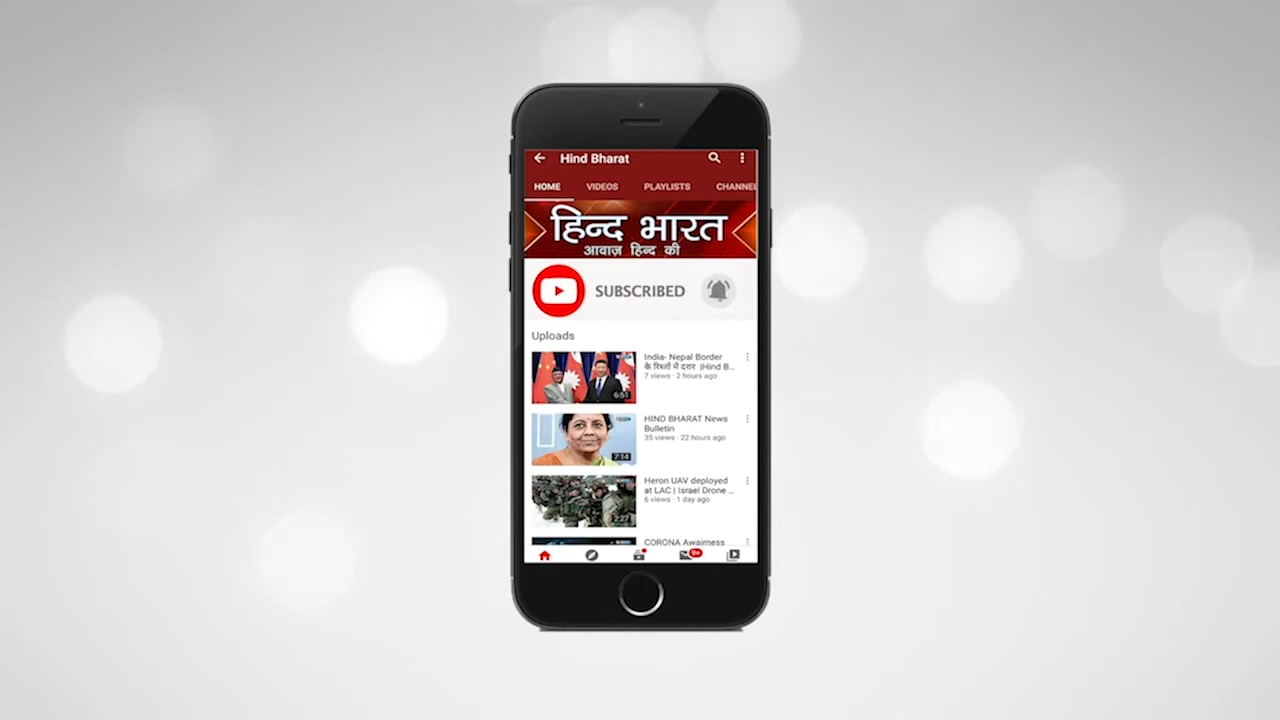 Hind Bharat
HOME VIDEOS PLAYLISTS CHANNEL
हिन्द भारत
आवाज़ हिन्द की
SUBSCRIBED
Uploads
India- Nepal Border
के रिश्तों में दरार |Hind B...
7 views · 2 hours ago
6:51
HIND BHARAT News
Bulletin
35 views · 22 hours ago
7:14
Heron UAV deployed
at LAC | Israel Drone ...
6 views · 1 day ago
2:27
CORONA Awairness
9+